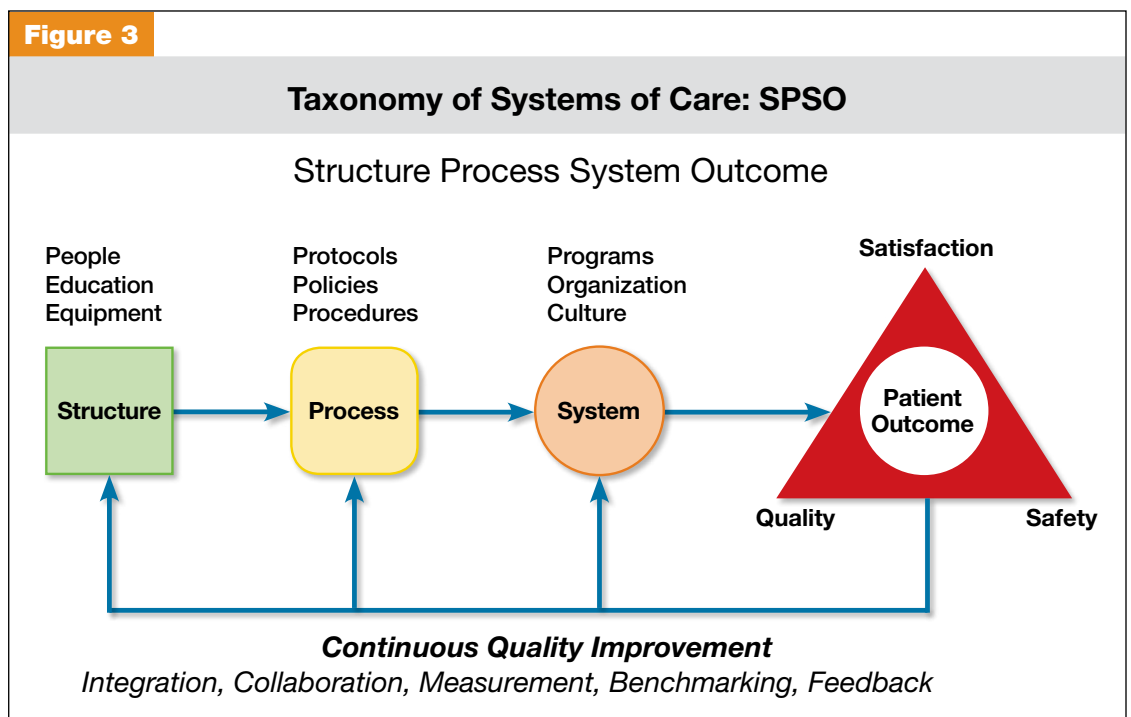 Figure 3
Taxonomy of Systems of Care: SPSO
Structure Process System Outcome
People
Education
Equipment
Protocols
Policies
Procedures
Programs
Organization
Culture
Satisfaction
Structure
Process
System
Patient
Outcome
Quality
Safety
Continuous Quality Improvement
Integration, Collaboration, Measurement, Benchmarking, Feedback